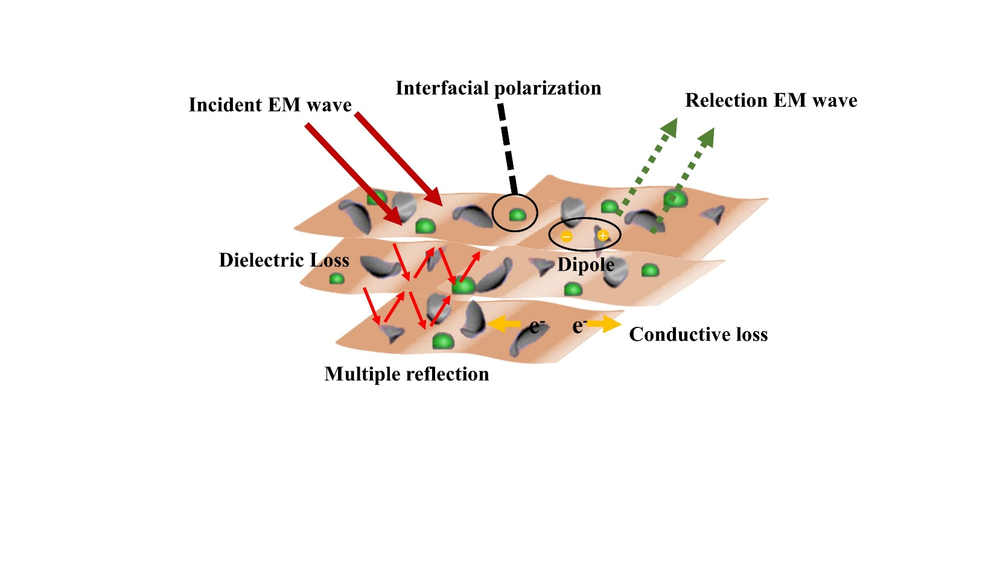 Interfacial polarization
Incident EM wave
Relection EM wave
− +
Dielectric Loss
Dipole
e- e-
Conductive loss
Multiple reflection